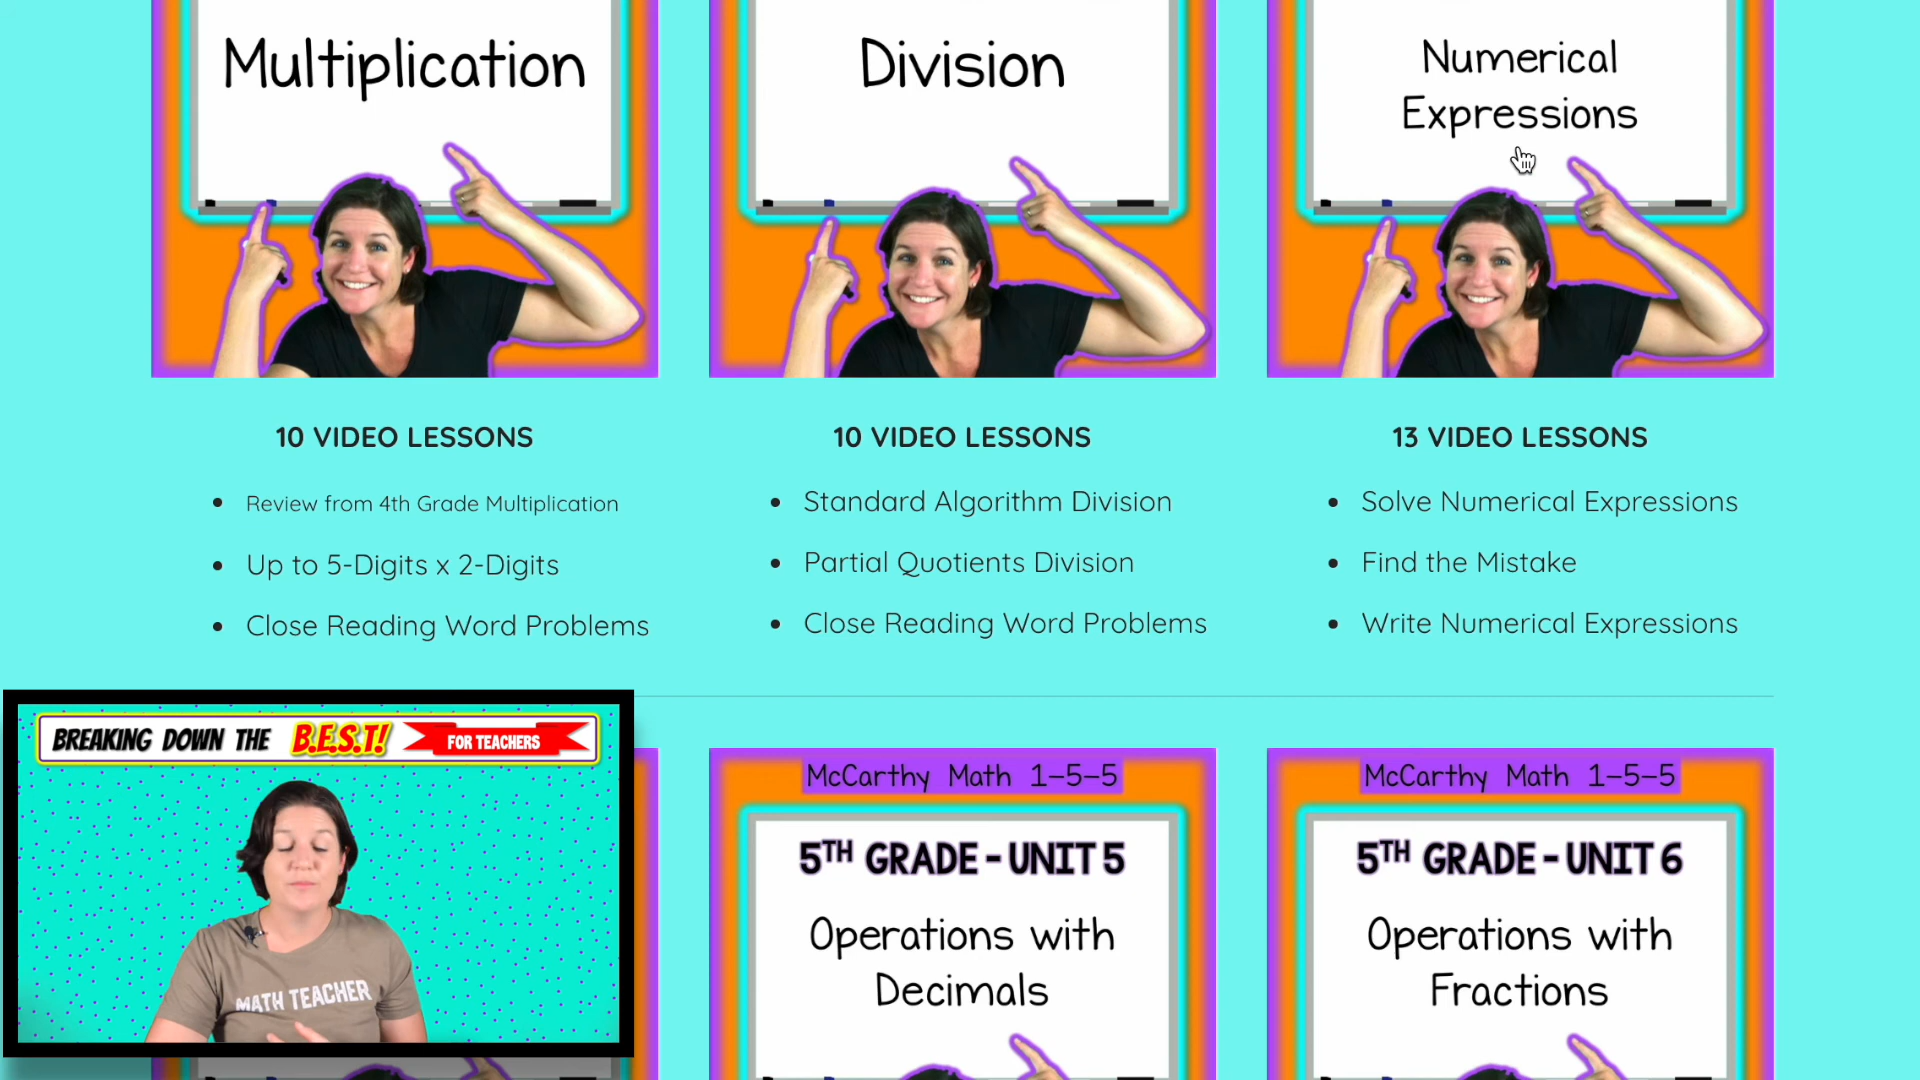 Multiplication
Division
Numerical
Expressions
10 VIDEO LESSONS
Review from 4th Grade Multiplication
Up to 5-Digits x 2-Digits
Close Reading Word Problems
10 VIDEO LESSONS
Standard Algorithm Division
Partial Quotients Division
Close Reading Word Problems
13 VIDEO LESSONS
Solve Numerical Expressions
Find the Mistake
Write Numerical Expressions
BREAKING DOWN THE B.E.S.T! FOR TEACHERS
MATH TEACHER
McCarthy Math 1-5-5
5TH GRADE - UNIT 5
Operations with
Decimals
McCarthy Math 1-5-5
5TH GRADE - UNIT 6
Operations with
Fractions